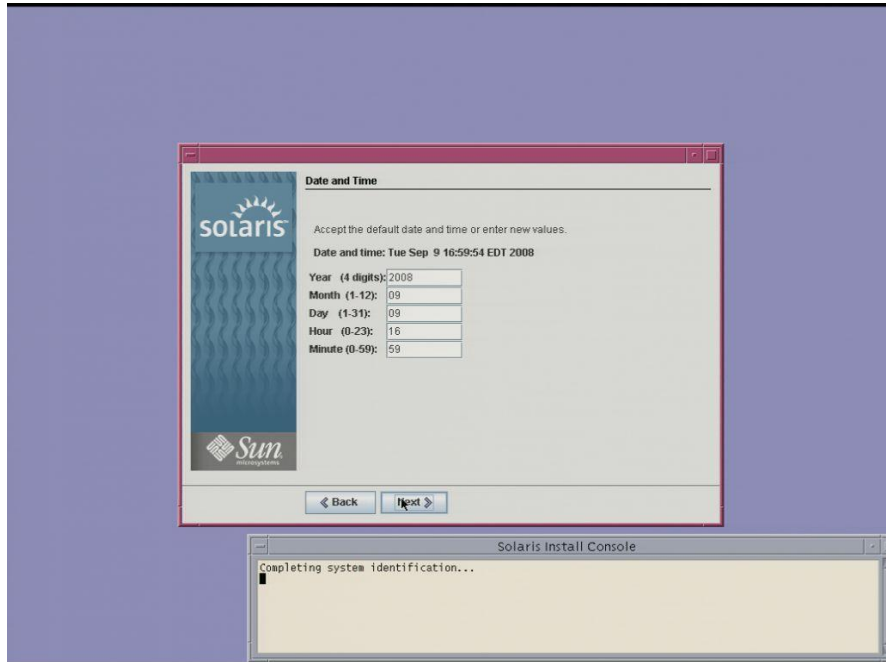 Date and Time
solaris
Accept the default date and time or enter new values.
Date and time: Tue Sep 9 16:59:54 EDT 2008
Year (4 digits): 2008
Month (1-12): 09
Day (1-31): 09
Hour (0-23): 16
Minute (0-59): 59
Sun
microsystems
Back
Next
Solaris Install Console
Completing system identification...